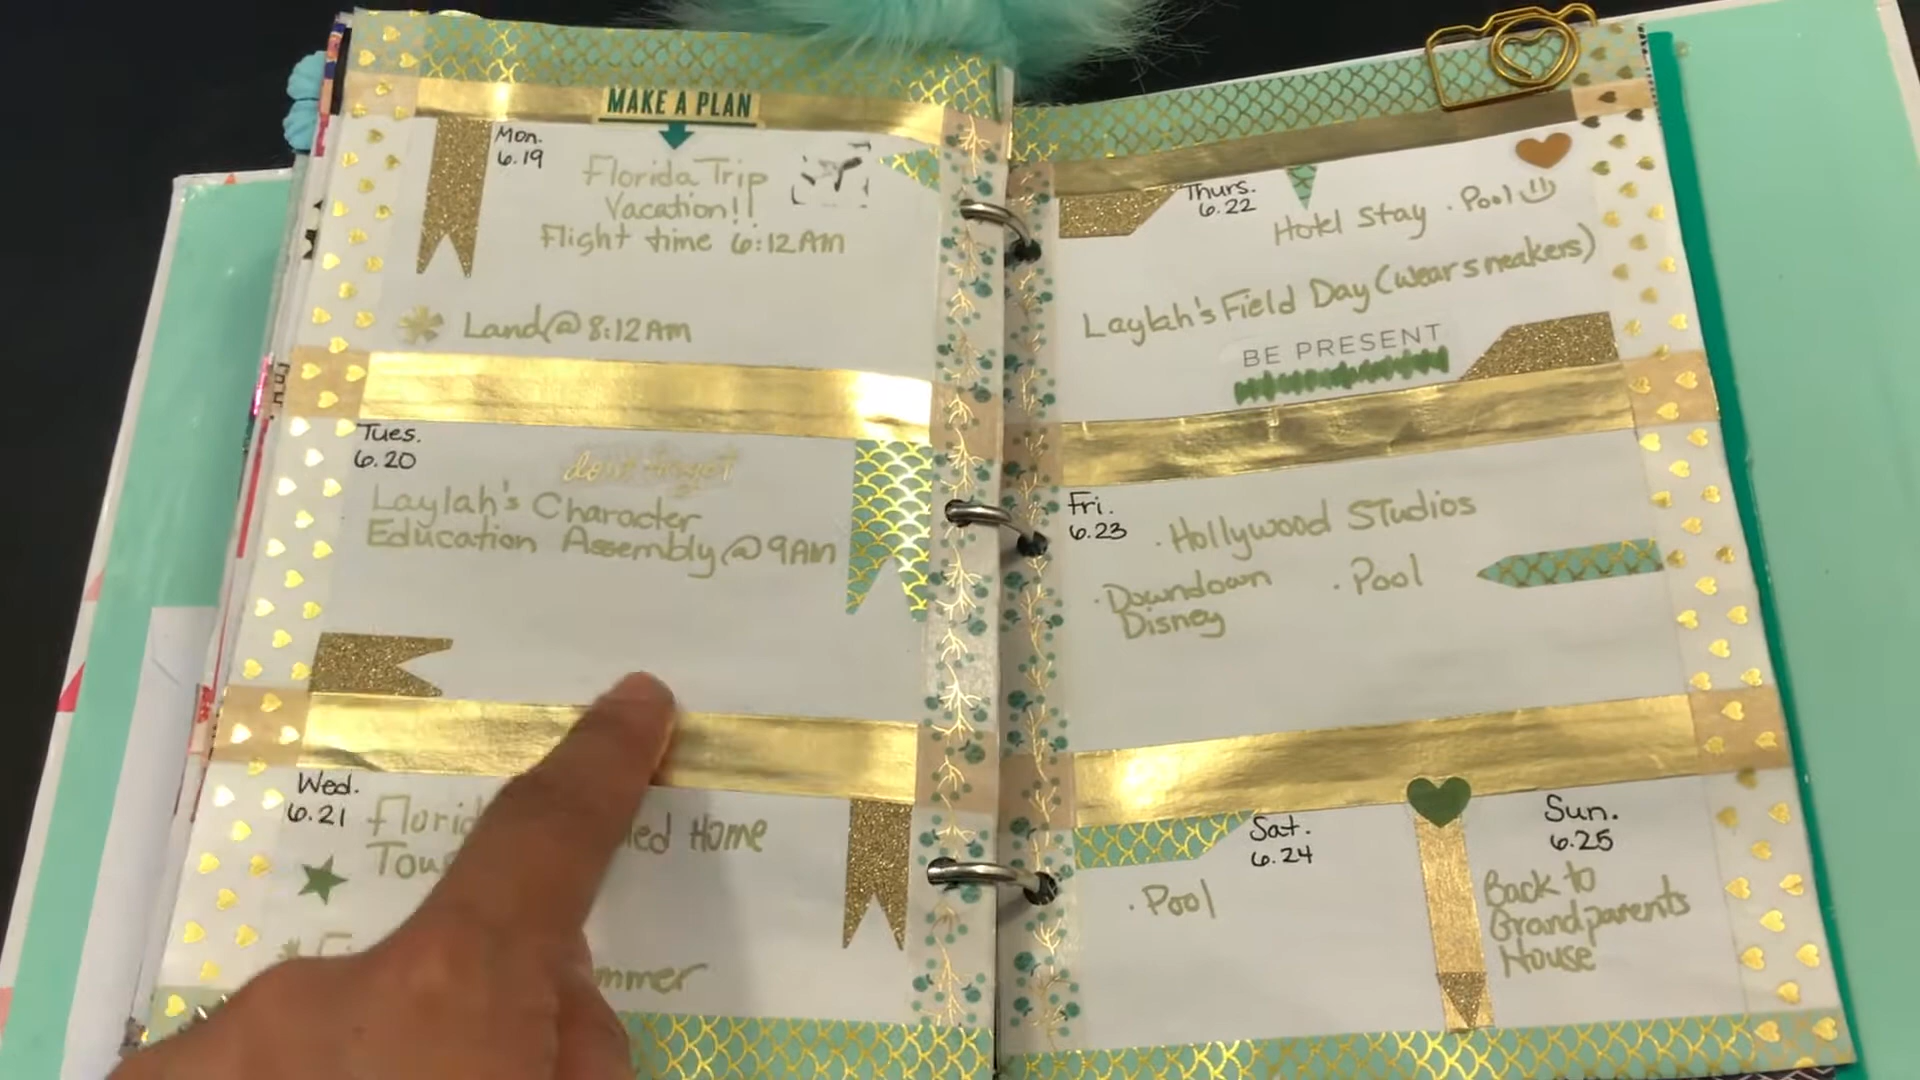 MAKE A PLAN
Mon.
6.19
Florida Trip
Vacation!!
Flight time 6:12AM
Land@ 8:12AM
Tues.
6.20
don't forget
Laylah's Character
Education Assembly @ 9AM
Wed.
6.21
Home
Thurs.
6.22
Hotel Stay . Pool
Laylah's Field Day (wear sneakers)
BE PRESENT
Fri.
6.23
. Hollywood Studios
. Downdown
Disney
. Pool
Sat.
6.24
. Pool
Sun.
6.25
Back to
Grandparents
House